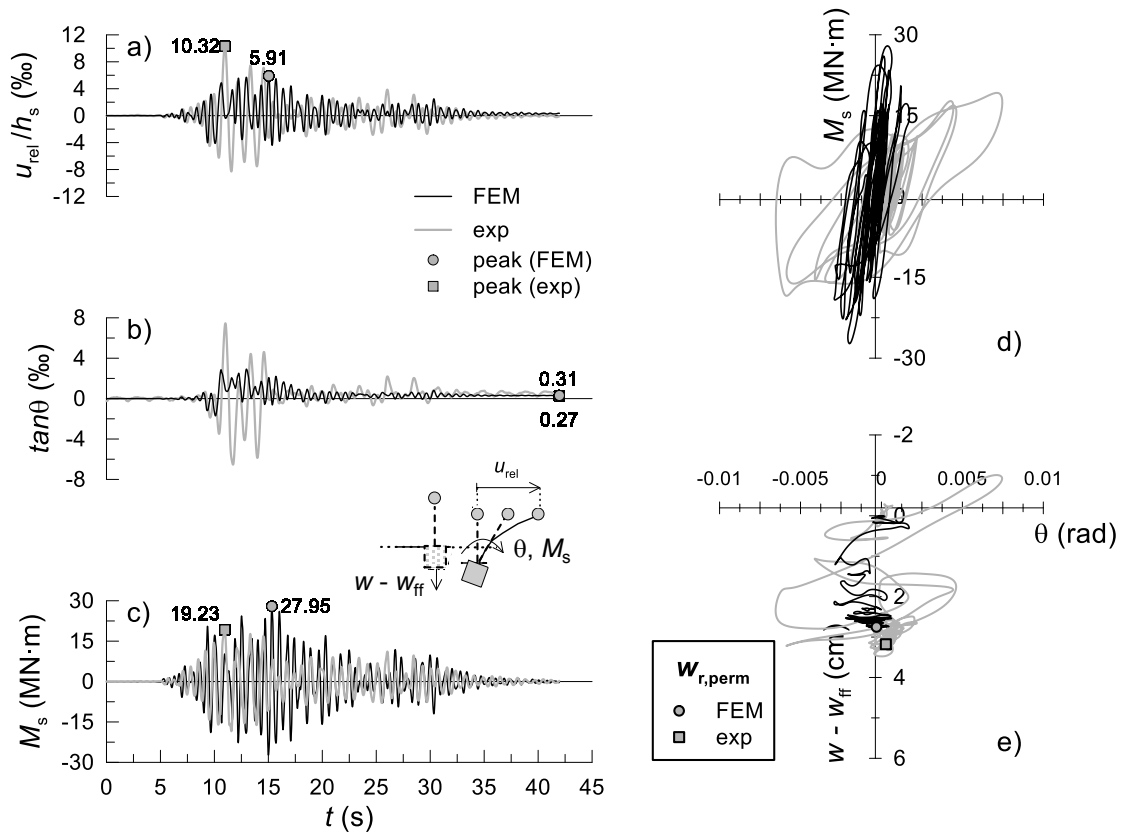 a)
12
8
4
0
-4
-8
-12
u_rel /h_s (‰)
10.32
5.91
FEM
exp
peak (FEM)
peak (exp)
b)
8
4
0
-4
-8
tanθ (‰)
0.31
0.27
u_rel
θ, M_s
w - w_ff
c)
30
15
0
-15
-30
M_s (MN·m)
19.23
27.95
0 5 10 15 20 25 30 35 40 45
t (s)
M_s (MN·m)
30
15
0
-15
-30
d)
-2
-0.01 -0.005 0 0.005 0.01
0
θ (rad)
2
4
6
w - w_ff (cm)
e)
w_r,perm
FEM
exp